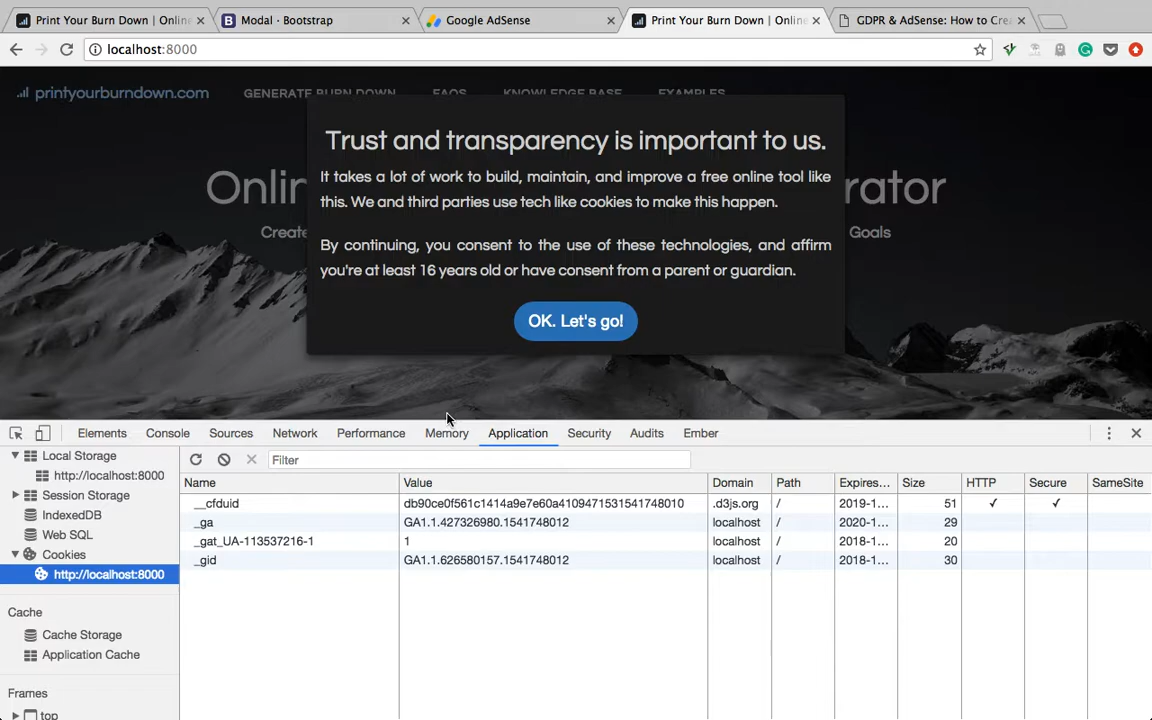 Print Your Burn Down | Online
Modal · Bootstrap
Google AdSense
Print Your Burn Down | Online
GDPR & AdSense: How to Crea
localhost:8000
printyourburndown.com
GENERATE BURN DOWN
FAQS
KNOWLEDGE BASE
EXAMPLES
Onlin
rator
Create
Goals
Trust and transparency is important to us.
It takes a lot of work to build, maintain, and improve a free online tool like
this. We and third parties use tech like cookies to make this happen.
By continuing, you consent to the use of these technologies, and affirm
you're at least 16 years old or have consent from a parent or guardian.
OK. Let's go!
Elements Console Sources Network Performance Memory Application Security Audits Ember
Local Storage
http://localhost:8000
Session Storage
IndexedDB
Web SQL
Cookies
http://localhost:8000
Cache
Cache Storage
Application Cache
Frames
top
Filter
Name Value Domain Path Expires... Size HTTP Secure SameSite
__cfduid db90ce0f561c1414a9e7e60a4109471531541748010 .d3js.org / 2019-1... 51 ✓ ✓
_ga GA1.1.427326980.1541748012 localhost / 2020-1... 29
_gat_UA-113537216-1 1 localhost / 2018-1... 20
_gid GA1.1.626580157.1541748012 localhost / 2018-1... 30